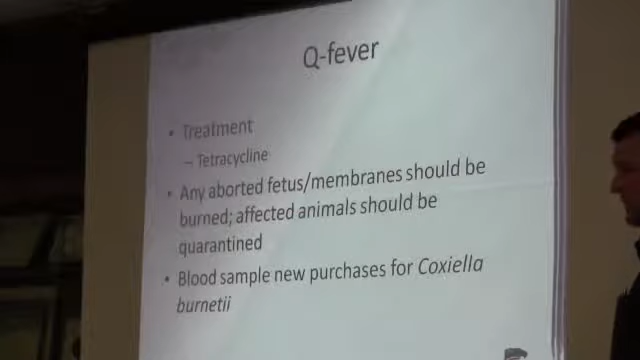 Q-fever
• Treatment
– Tetracycline
• Any aborted fetus/membranes should be
burned; affected animals should be
quarantined
• Blood sample new purchases for Coxiella
burnetii